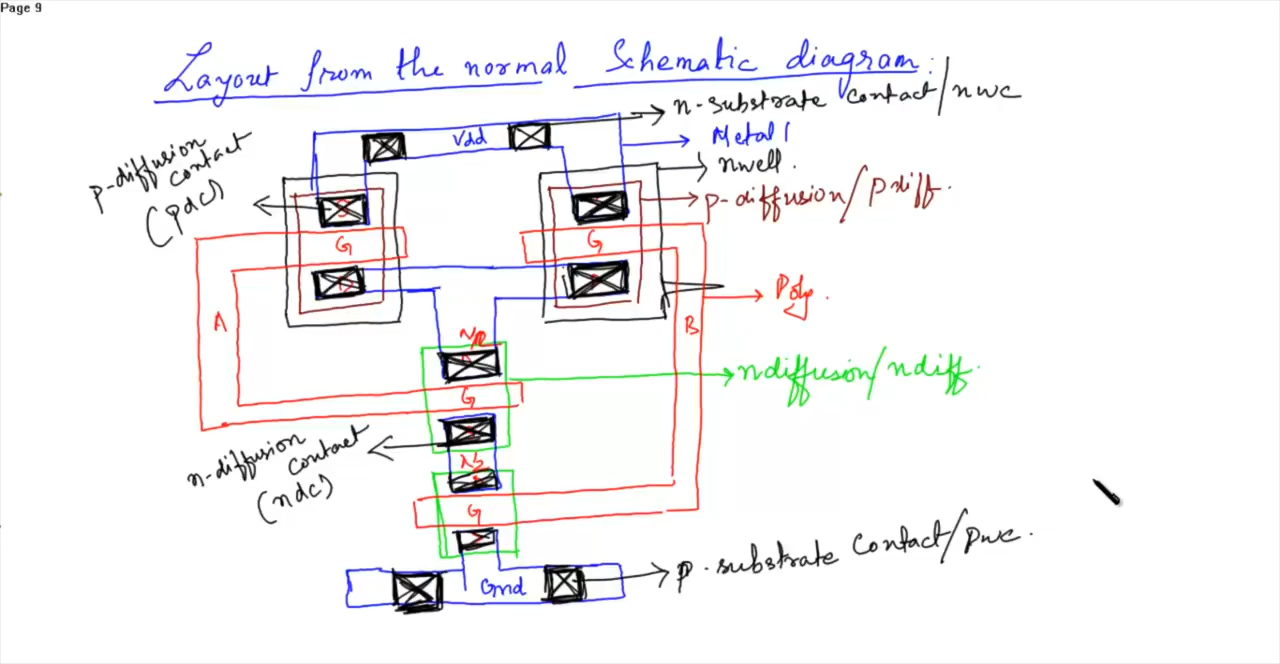 Page 9
Layout from the normal Schematic diagram:
n-substrate contact/nwc
Vdd
Metal 1
nwell.
p-diffusion
contact
(pdc)
p-diffusion/Pdiff.
G
G
A
B
Poly.
ndiffusion/ndiff.
G
n-diffusion
contact
(ndc)
G
Gnd
p-substrate contact/pwc.